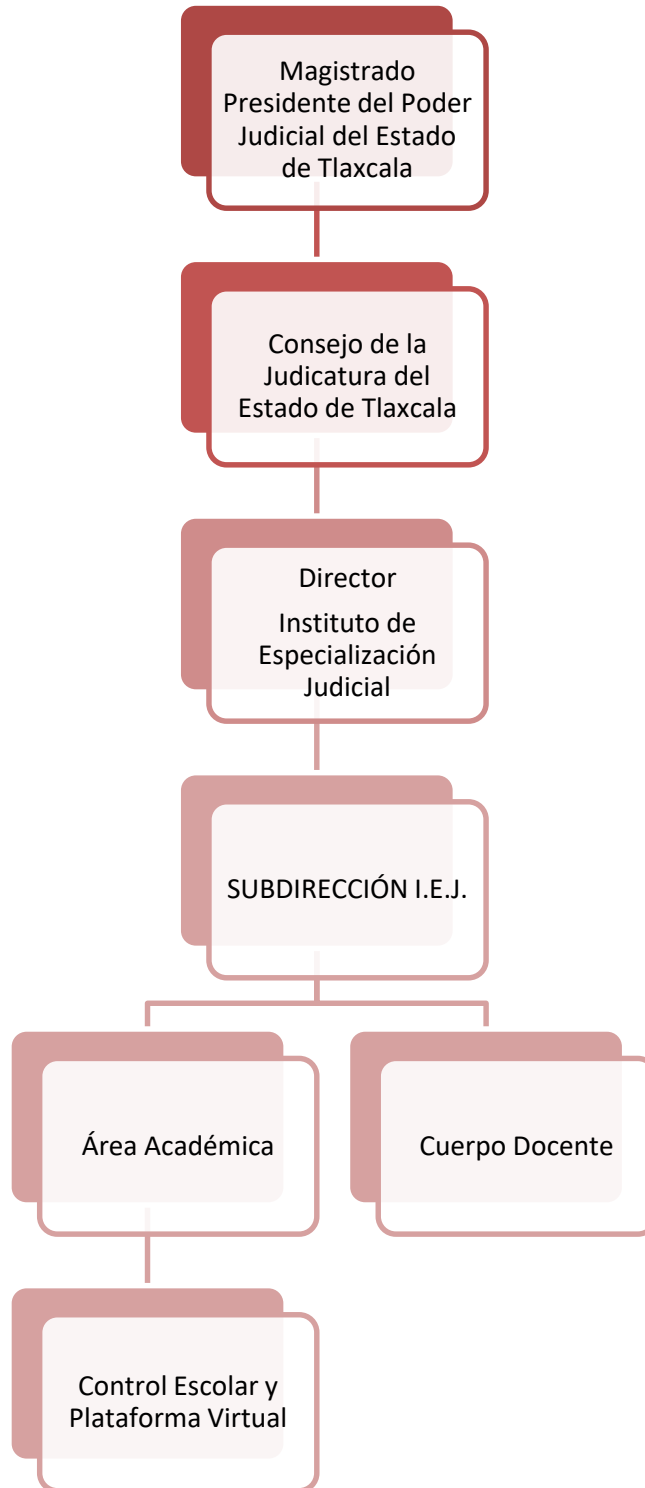 Magistrado
Presidente del Poder
Judicial del Estado
de Tlaxcala
Consejo de la
Judicatura del
Estado de Tlaxcala
Director
Instituto de
Especialización
Judicial
SUBDIRECCIÓN I.E.J.
Área Académica
Cuerpo Docente
Control Escolar y
Plataforma Virtual